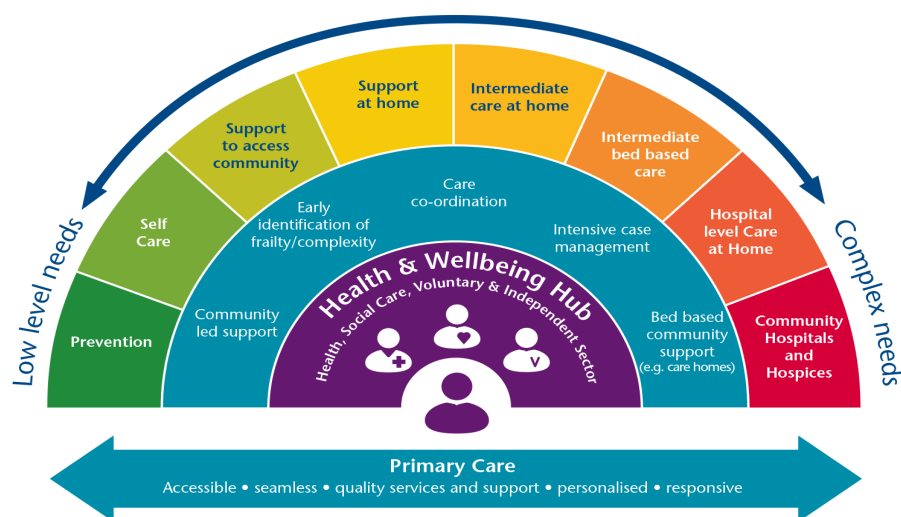 Low level needs
Complex needs
Prevention
Self
Care
Support
to access
community
Support
at home
Intermediate
care at home
Intermediate
bed based
care
Hospital
level Care
at Home
Community
Hospitals
and
Hospices
Community
led support
Early
identification of
frailty/complexity
Care
co-ordination
Intensive case
management
Bed based
community
support
(e.g. care homes)
Health & Wellbeing Hub
Health, Social Care, Voluntary & Independent Sector
V
Primary Care
Accessible • seamless • quality services and support • personalised • responsive